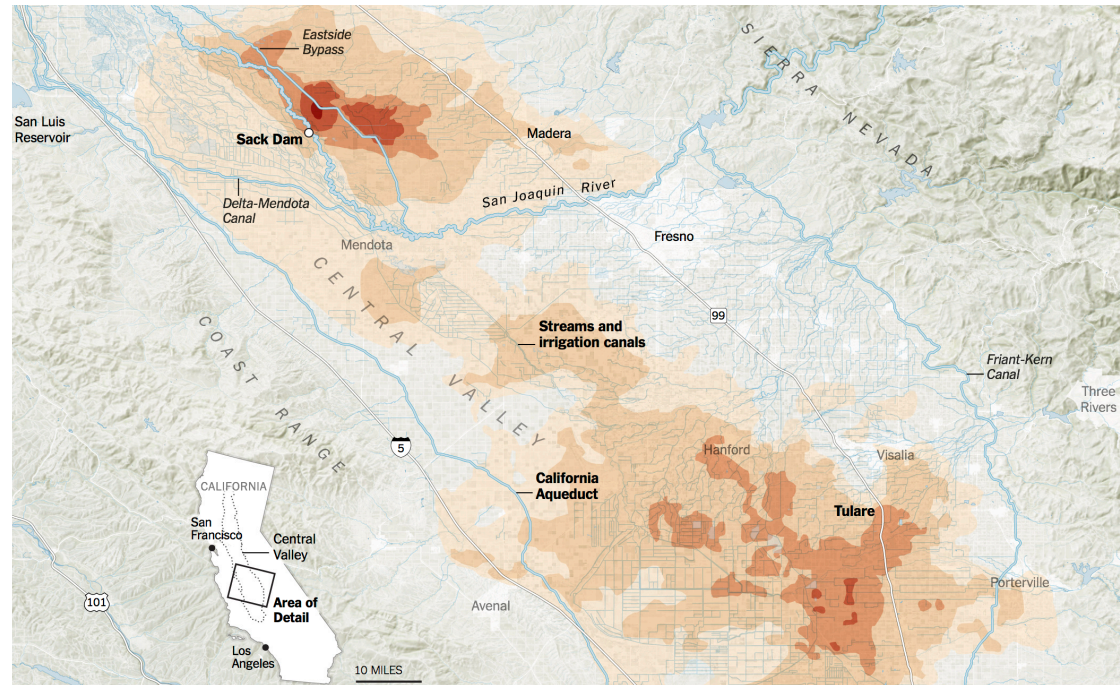 Eastside
Bypass
SIERRA NEVADA
San Luis
Reservoir
Sack Dam
Madera
San Joaquin River
Delta-Mendota
Canal
Mendota
Fresno
CENTRAL VALLEY
99
Streams and
irrigation canals
COAST RANGE
Friant-Kern
Canal
Three
Rivers
5
Hanford
Visalia
California
Aqueduct
Tulare
CALIFORNIA
San
Francisco
Central
Valley
Area of
Detail
Los
Angeles
101
Avenal
Porterville
10 MILES